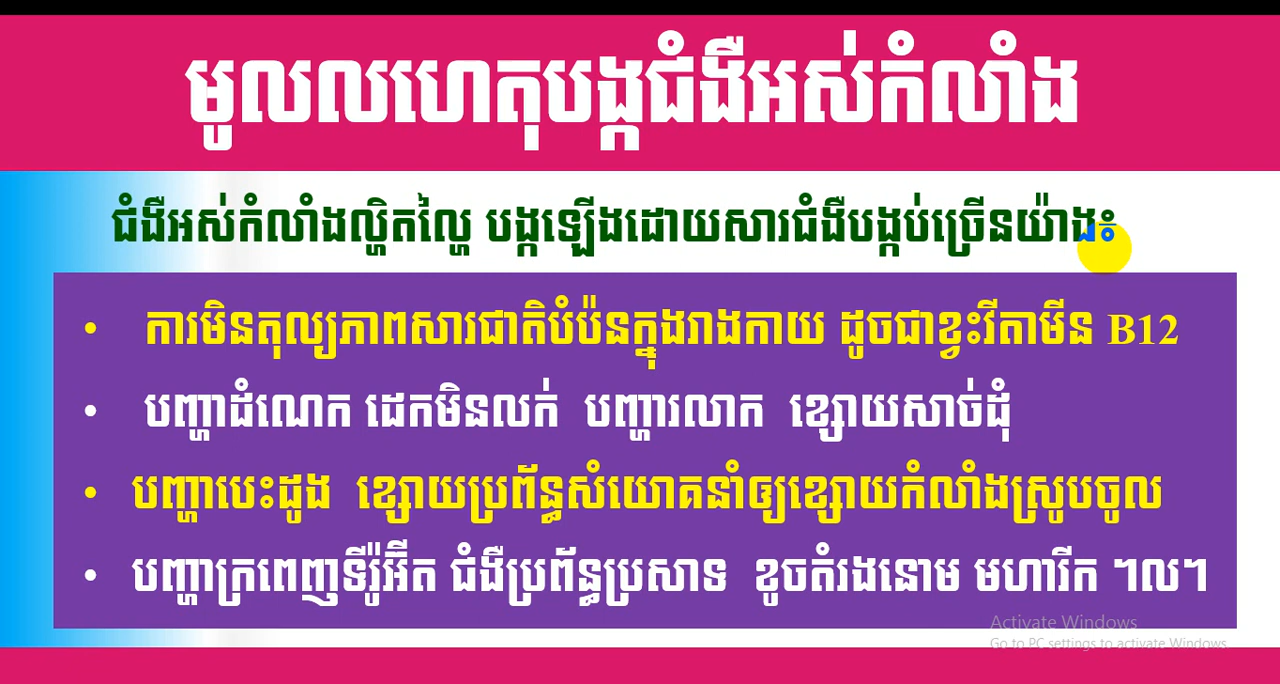 មូលលហេតុបង្កជំងឺអស់កំលាំង
ជំងឺអស់កំលាំងល្ហិតល្ហៃ បង្កឡើងដោយសារជំងឺបង្កប់ច្រើនយ៉ាង៖
• ការមិនតុល្យភាពសារជាតិបំប៉នក្នុងរាងកាយ ដូចជាខ្វះវីតាមីន B12
• បញ្ហាដំណេក ដេកមិនលក់ បញ្ហារលាក ខ្សោយសាច់ដុំ
• បញ្ហាបេះដូង ខ្សោយប្រព័ន្ធសំយោគនាំឲ្យខ្សោយកំលាំងស្រូបចូល
• បញ្ហាក្រពេញទីរ៉ូអ៊ីត ជំងឺប្រព័ន្ធប្រសាទ ខូចតំរងនោម មហារីក ។ល។
Activate Windows
Go to PC settings to activate Windows.